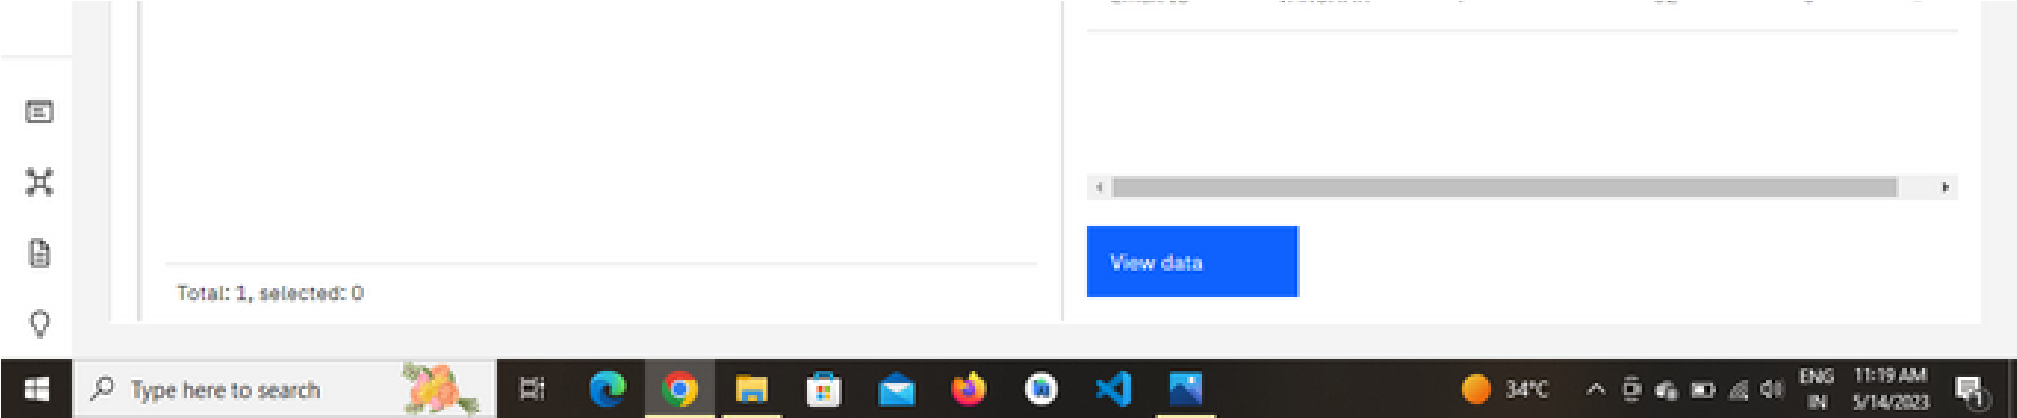 View data
Total: 1, selected: 0
Type here to search
34°C
ENG
IN
11:19 AM
5/14/2023
1